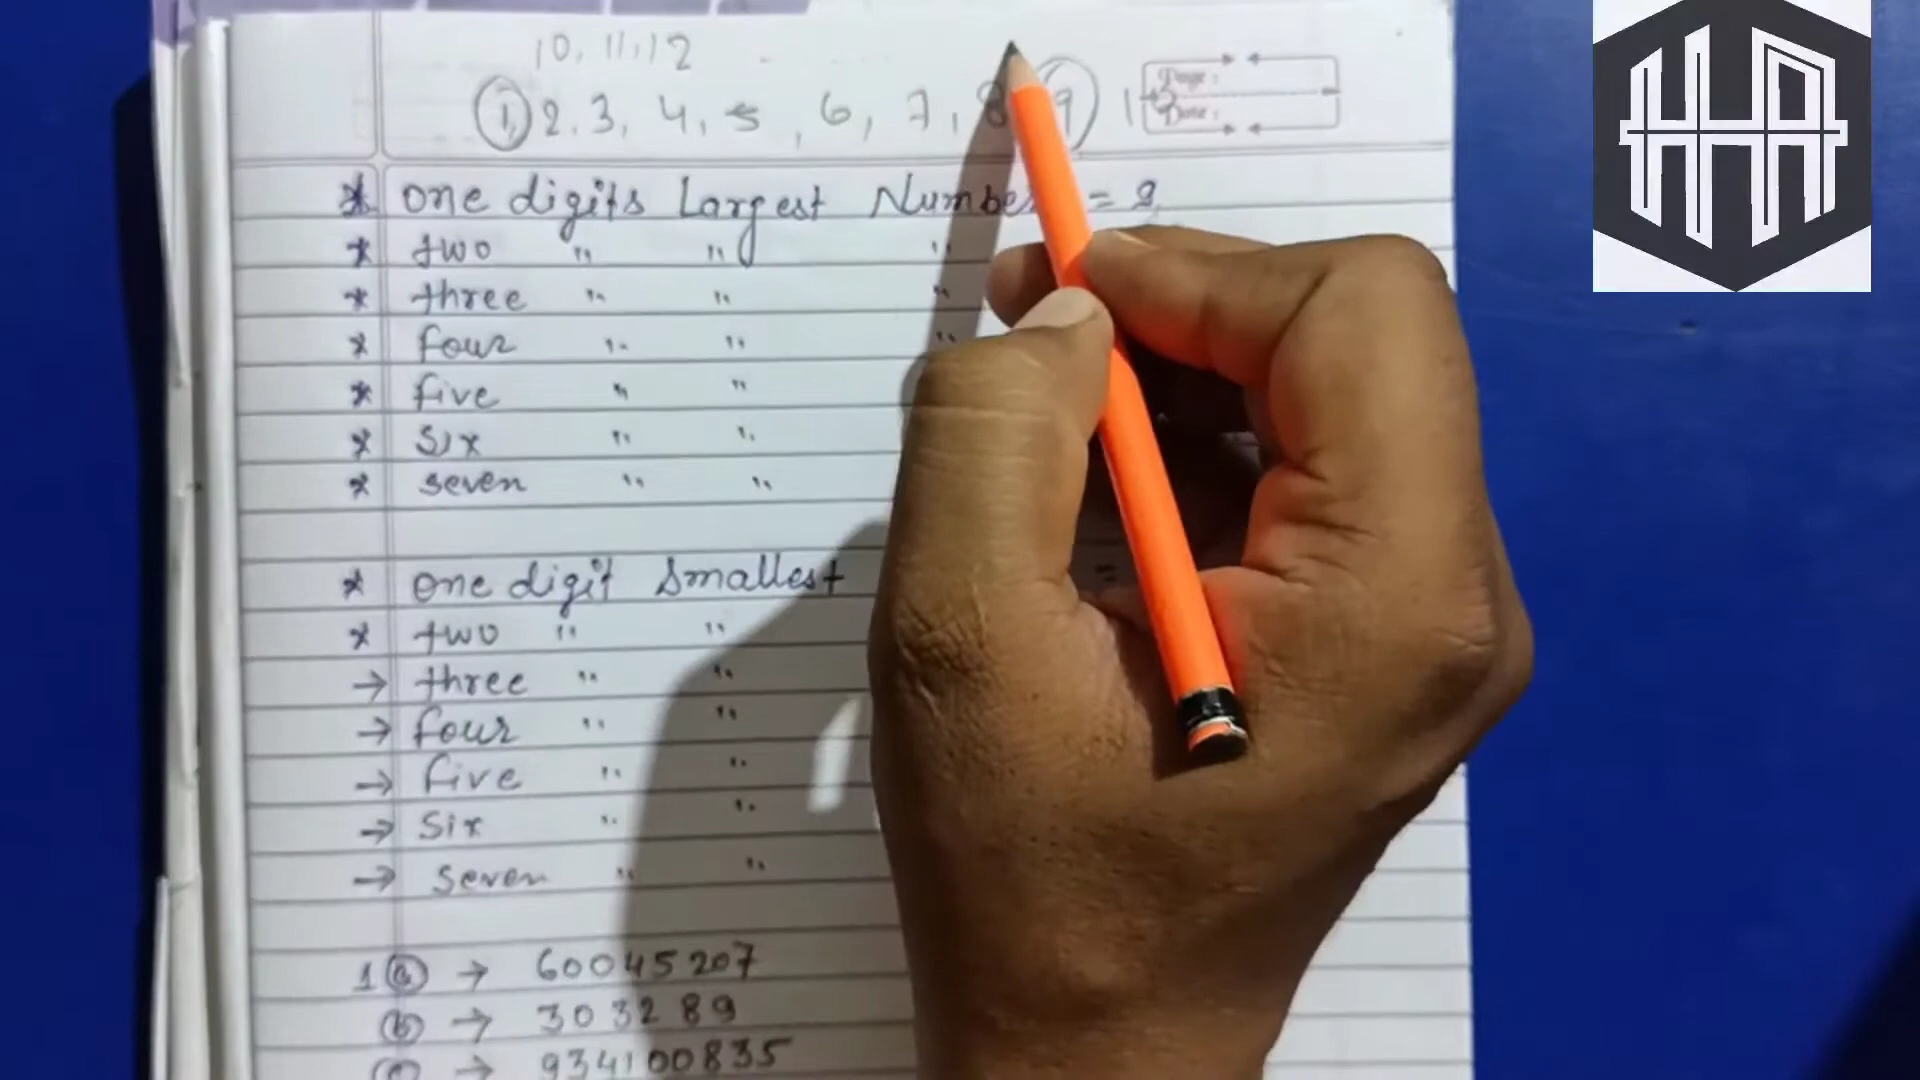 10, 11, 12
1, 2, 3, 4, 5, 6, 7, 8 9 1
Page :
Date :
* one digits Largest Number = 9
* two " " "
* three " " "
* four " " "
* five " "
* Six " "
* seven " "
* one digit Smallest =
* two " "
→ three " "
→ four " "
→ five " "
→ Six " "
→ seven " "
1 (a) → 60045207
(b) → 303289
(c) → 934100835
HA